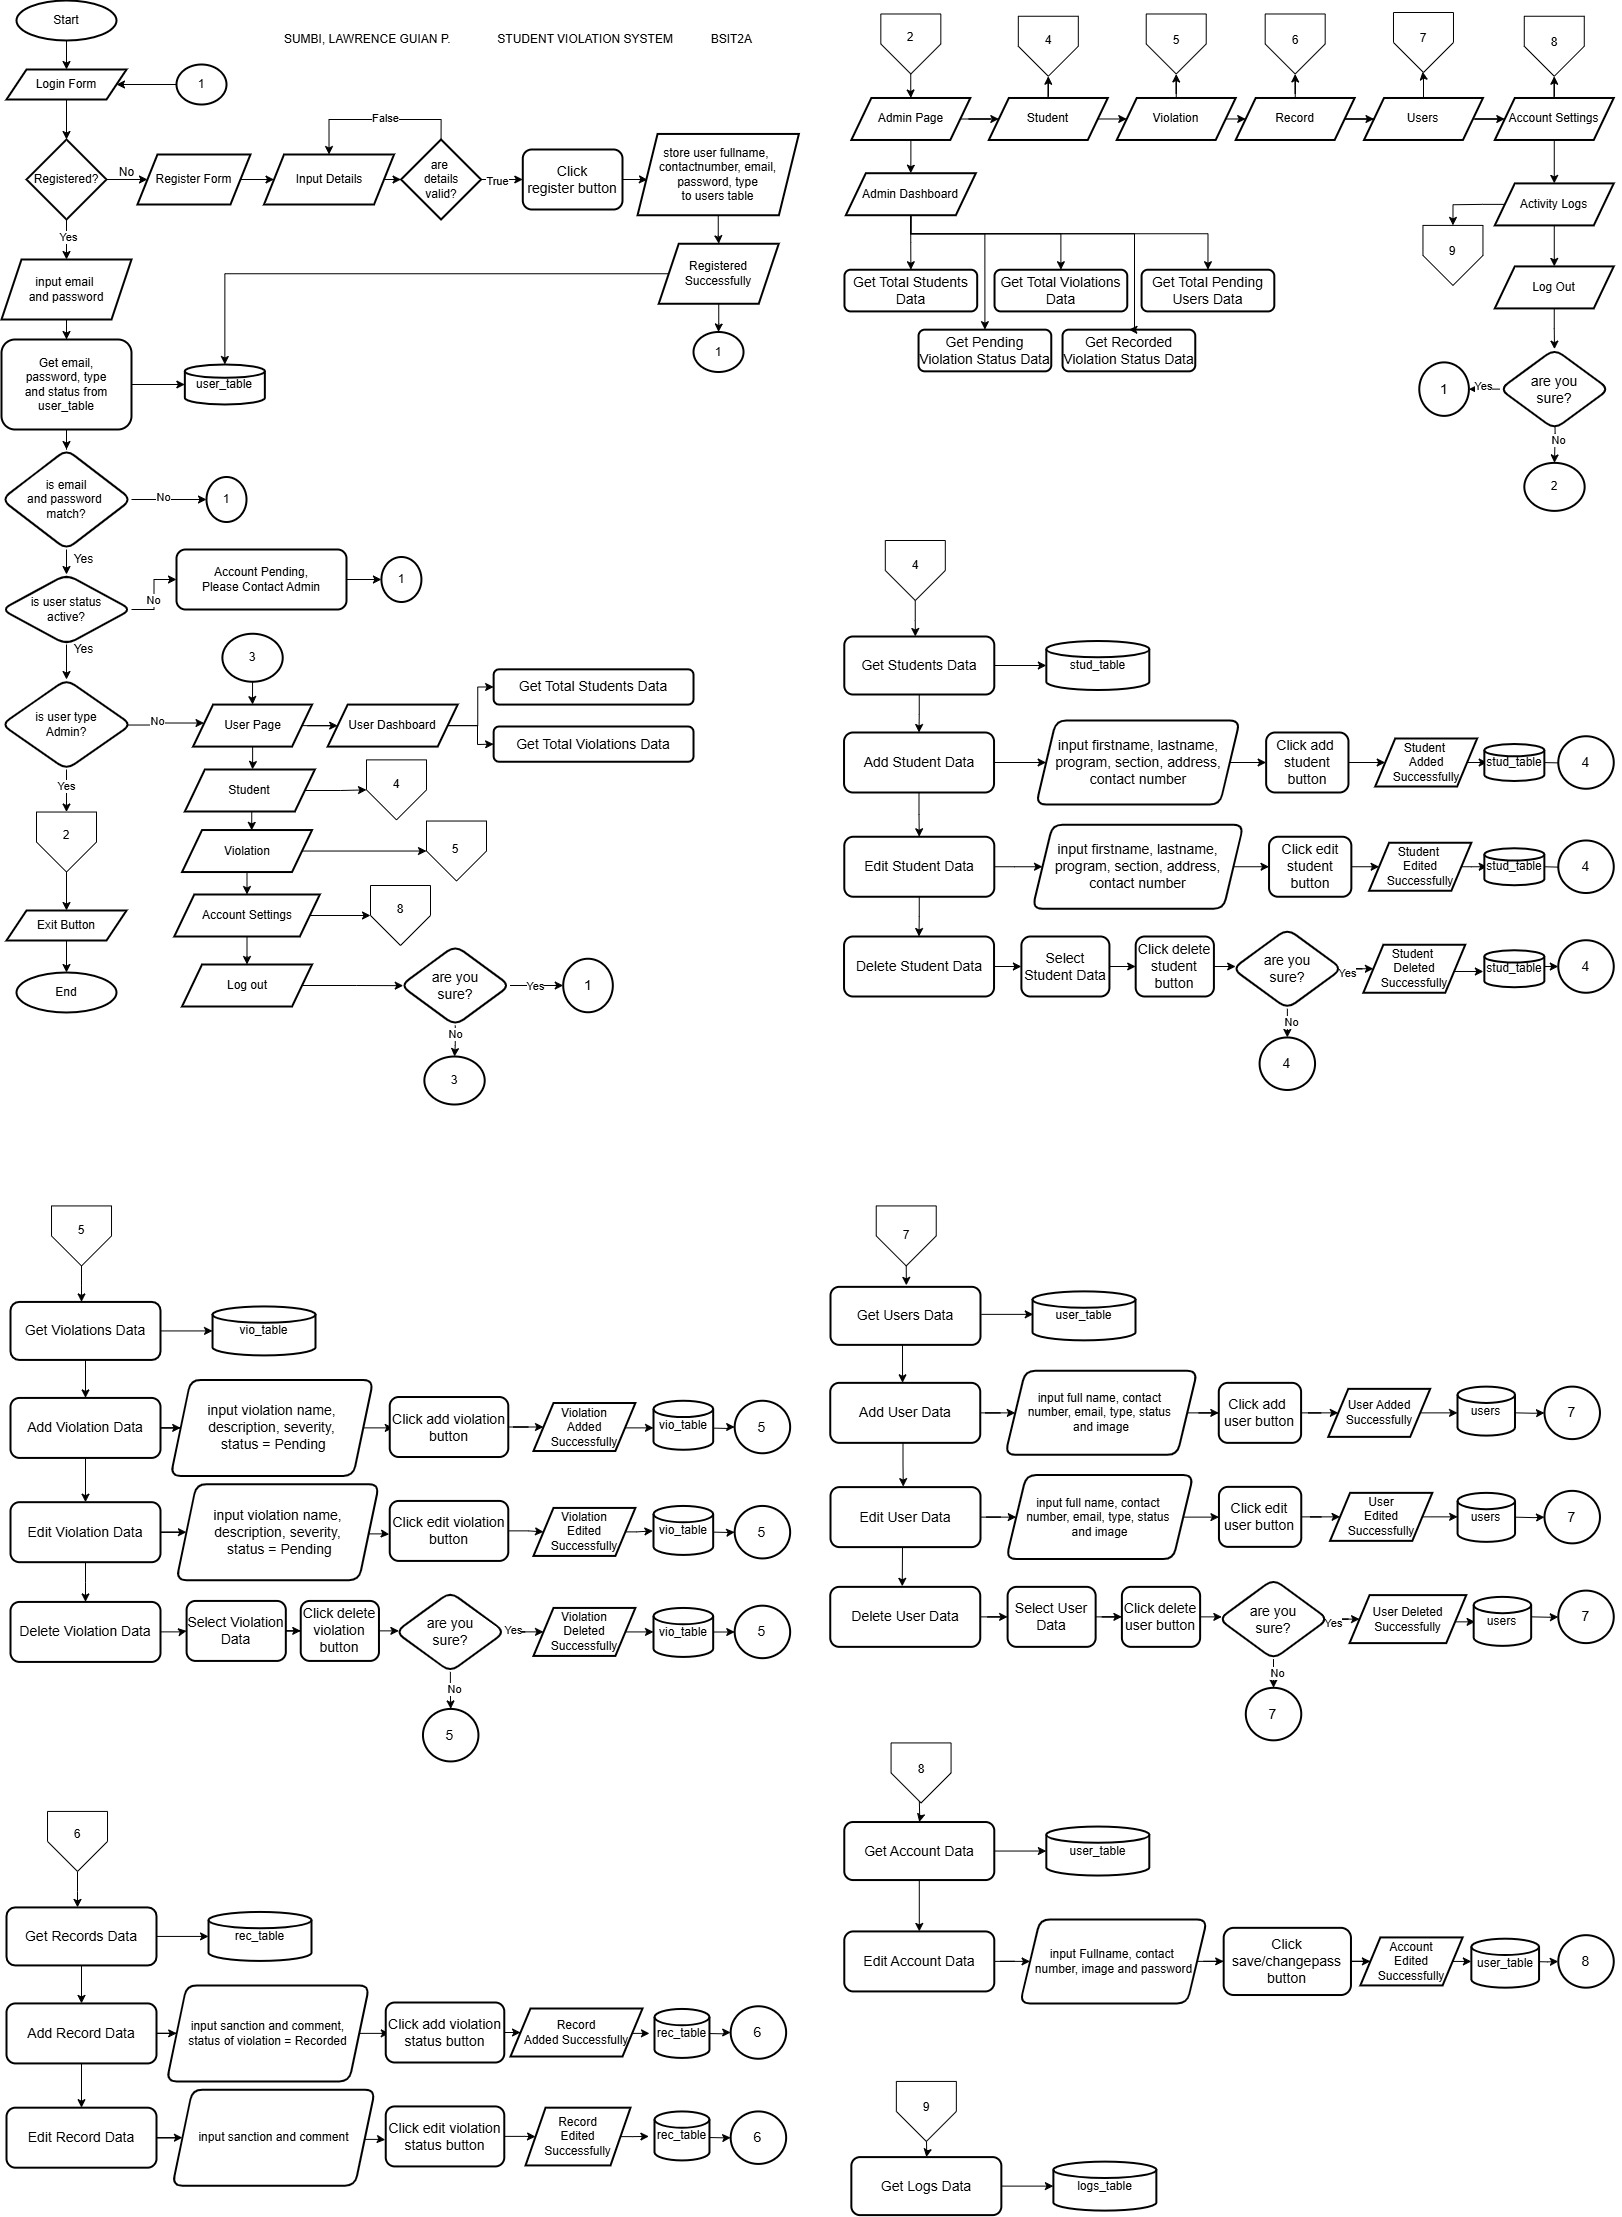 Start
SUMBI, LAWRENCE GUIAN P. STUDENT VIOLATION SYSTEM BSIT2A
Login Form
1
Registered?
No
Register Form
Input Details
False
are
details
valid?
True
Click
register button
store user fullname,
contactnumber, email,
password, type
to users table
Registered
Successfully
1
Yes
input email
and password
Get email,
password, type
and status from
user_table
user_table
is email
and password
match?
No
1
Yes
is user status
active?
No
Account Pending,
Please Contact Admin
1
Yes
is user type
Admin?
No
Yes
2
Exit Button
End
3
User Page
User Dashboard
Get Total Students Data
Get Total Violations Data
Student
4
Violation
5
Account Settings
8
Log out
are you
sure?
Yes
1
No
3
2
4
5
6
7
8
Admin Page
Student
Violation
Record
Users
Account Settings
Admin Dashboard
Get Total Students
Data
Get Total Violations
Data
Get Total Pending
Users Data
Get Pending
Violation Status Data
Get Recorded
Violation Status Data
Activity Logs
9
Log Out
are you
sure?
Yes
1
No
2
4
Get Students Data
stud_table
Add Student Data
input firstname, lastname,
program, section, address,
contact number
Click add
student
button
Student
Added
Successfully
stud_table
4
Edit Student Data
input firstname, lastname,
program, section, address,
contact number
Click edit
student
button
Student
Edited
Successfully
stud_table
4
Delete Student Data
Select
Student Data
Click delete
student
button
are you
sure?
Yes
Student
Deleted
Successfully
stud_table
4
No
4
5
Get Violations Data
vio_table
Add Violation Data
input violation name,
description, severity,
status = Pending
Click add violation
button
Violation
Added
Successfully
vio_table
5
Edit Violation Data
input violation name,
description, severity,
status = Pending
Click edit violation
button
Violation
Edited
Successfully
vio_table
5
Delete Violation Data
Select Violation
Data
Click delete
violation
button
are you
sure?
Yes
Violation
Deleted
Successfully
vio_table
5
No
5
7
Get Users Data
user_table
Add User Data
input full name, contact
number, email, type, status
and image
Click add
user button
User Added
Successfully
users
7
Edit User Data
input full name, contact
number, email, type, status
and image
Click edit
user button
User
Edited
Successfully
users
7
Delete User Data
Select User
Data
Click delete
user button
are you
sure?
Yes
User Deleted
Successfully
users
7
No
7
6
Get Records Data
rec_table
Add Record Data
input sanction and comment,
status of violation = Recorded
Click add violation
status button
Record
Added Successfully
rec_table
6
Edit Record Data
input sanction and comment
Click edit violation
status button
Record
Edited
Successfully
rec_table
6
8
Get Account Data
user_table
Edit Account Data
input Fullname, contact
number, image and password
Click
save/changepass
button
Account
Edited
Successfully
user_table
8
9
Get Logs Data
logs_table